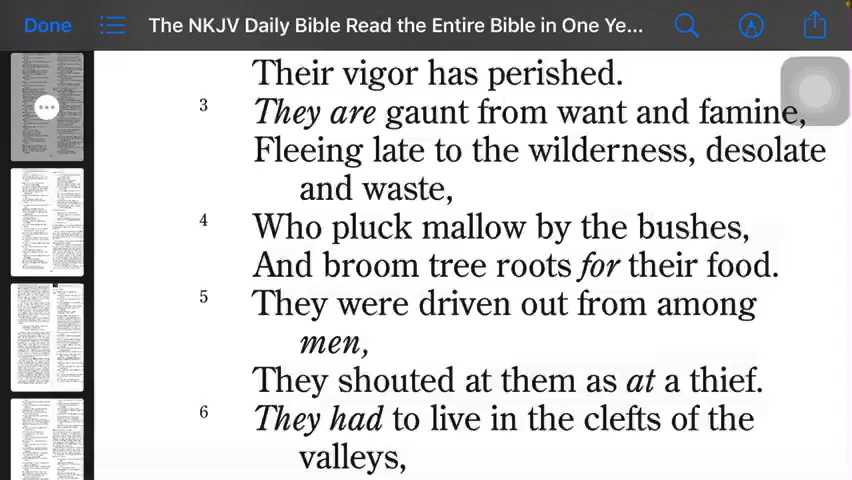 Done The NKJV Daily Bible Read the Entire Bible in One Ye...
Their vigor has perished.
3 They are gaunt from want and famine,
Fleeing late to the wilderness, desolate
and waste,
4 Who pluck mallow by the bushes,
And broom tree roots for their food.
5 They were driven out from among
men,
They shouted at them as at a thief.
6 They had to live in the clefts of the
valleys,